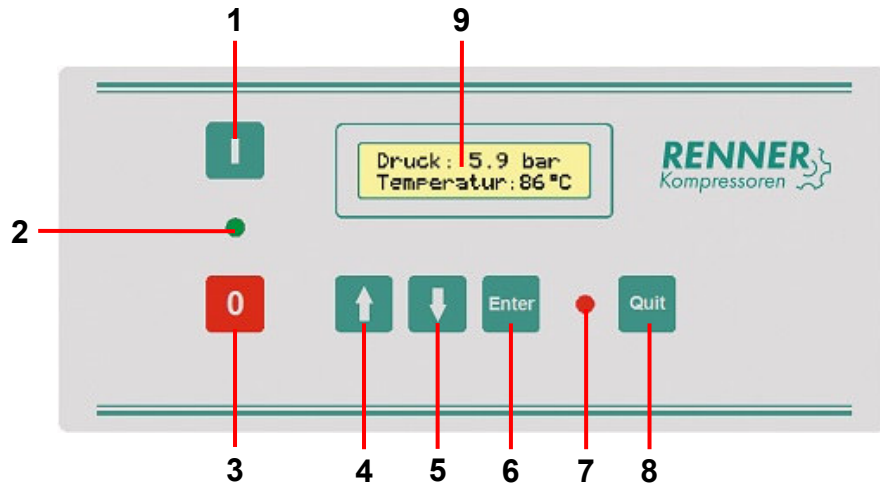 1
9
I
Druck: 5.9 bar
Temperatur:86°C
RENNER
Kompressoren
2
0
Enter
Quit
3
4
5
6
7
8